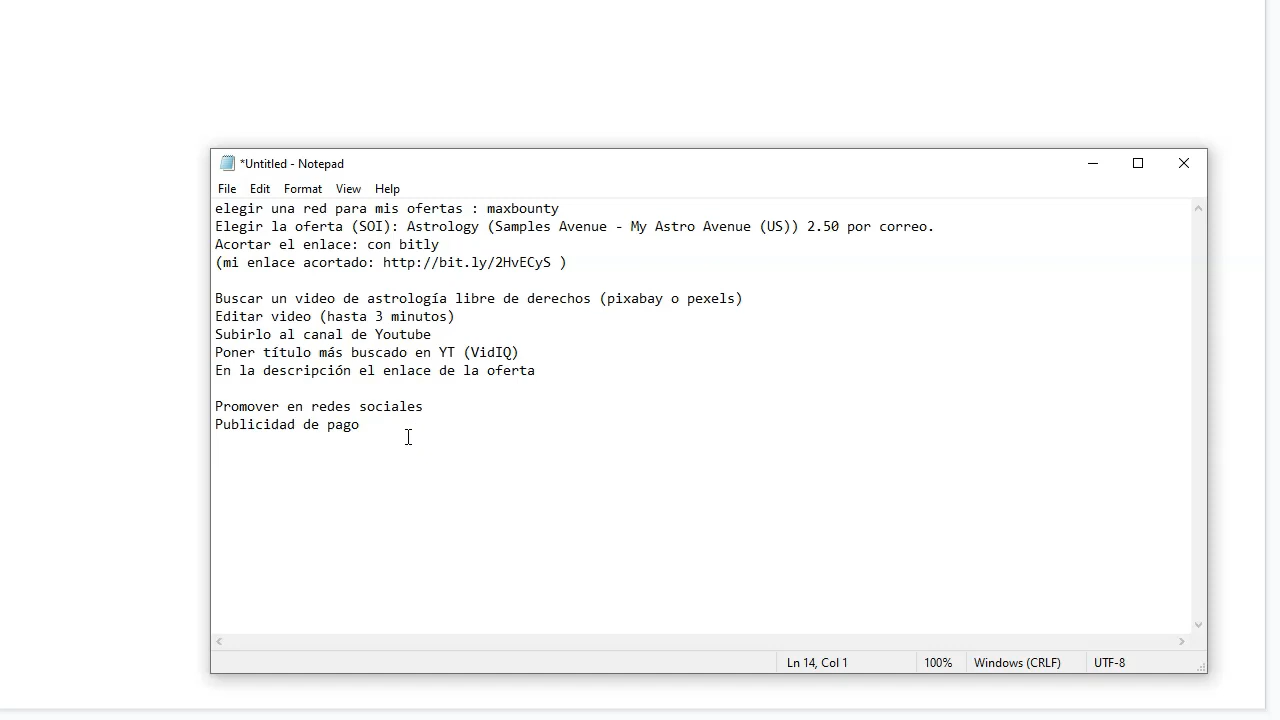 *Untitled - Notepad
File Edit Format View Help
elegir una red para mis ofertas : maxbounty
Elegir la oferta (SOI): Astrology (Samples Avenue - My Astro Avenue (US)) 2.50 por correo.
Acortar el enlace: con bitly
(mi enlace acortado: http://bit.ly/2HvECyS )
Buscar un video de astrología libre de derechos (pixabay o pexels)
Editar video (hasta 3 minutos)
Subirlo al canal de Youtube
Poner título más buscado en YT (VidIQ)
En la descripción el enlace de la oferta
Promover en redes sociales
Publicidad de pago
Ln 14, Col 1 100% Windows (CRLF) UTF-8